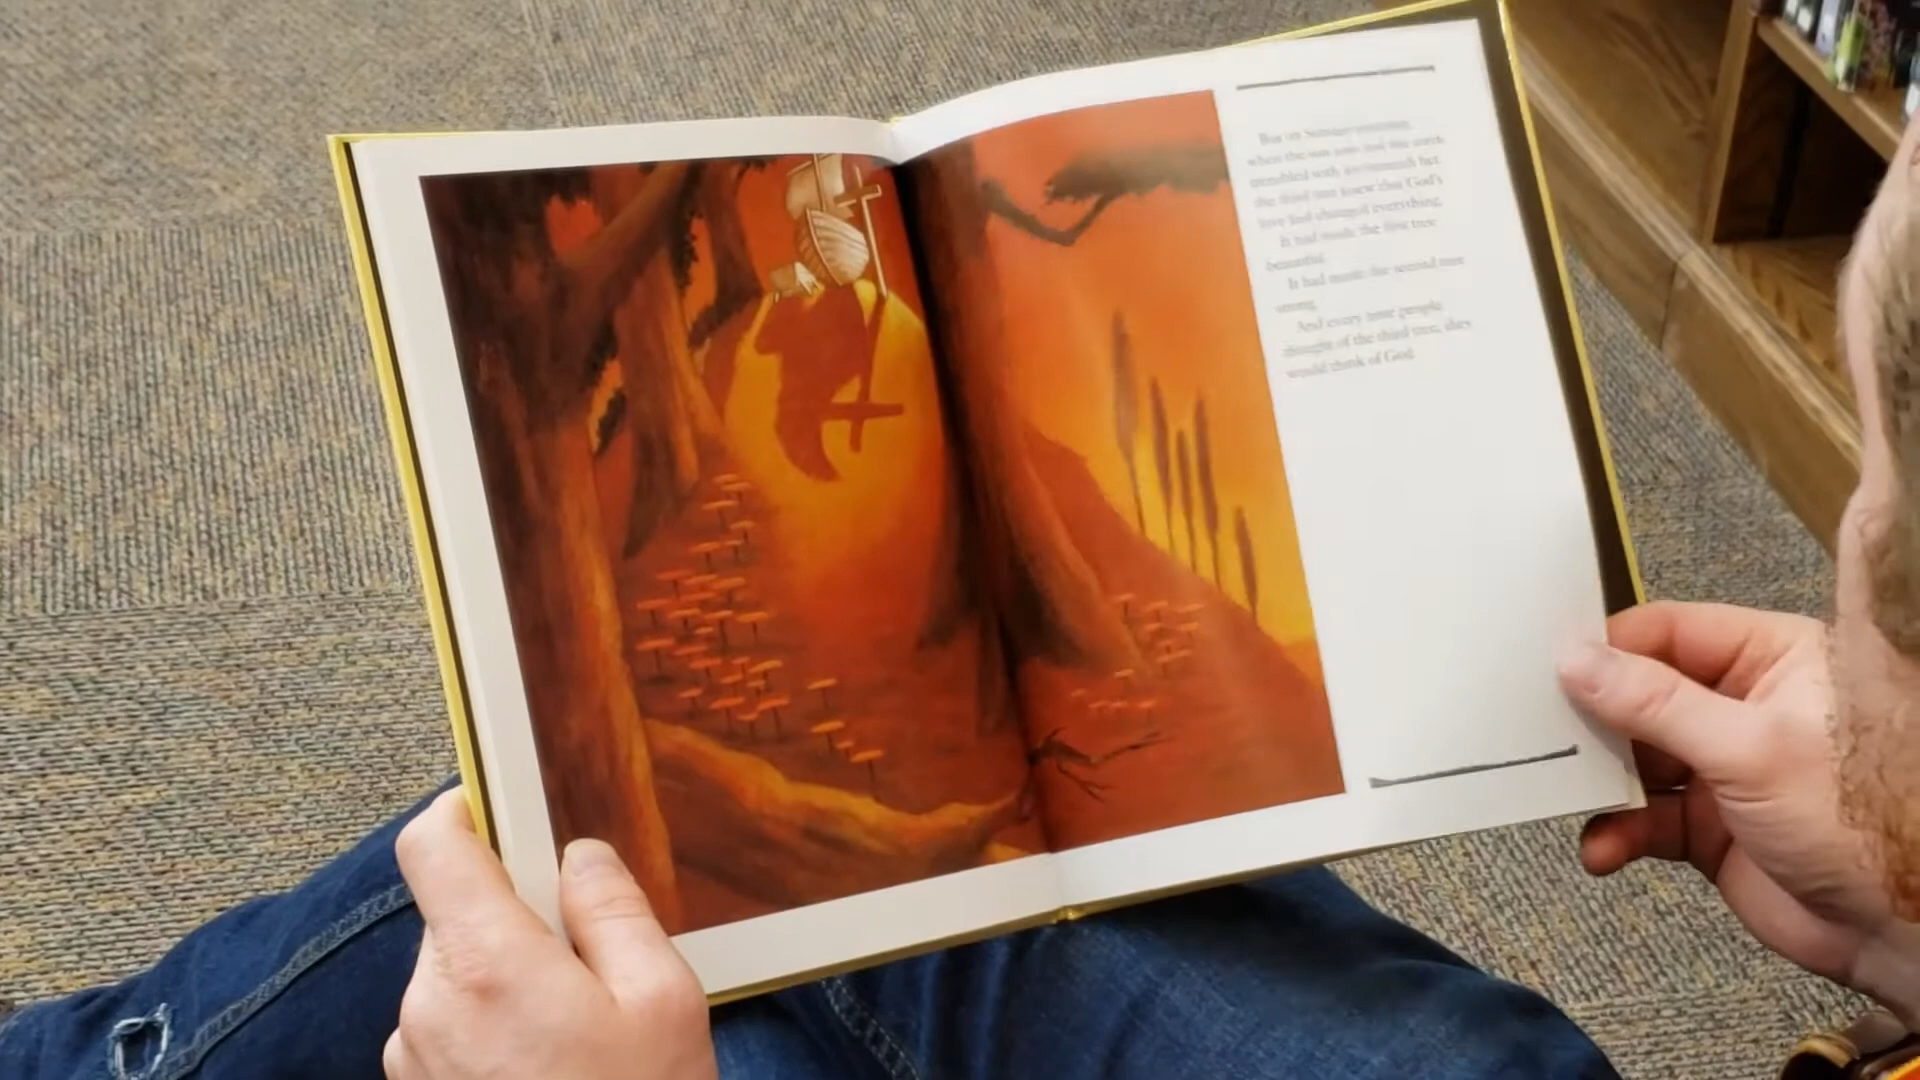 But on Sunday morning,
when the sun rose and the earth
trembled with joy beneath her,
the third tree knew that God's
love had changed everything.
It had made the first tree
beautiful.
It had made the second tree
strong.
And every time people
thought of the third tree, they
would think of God.